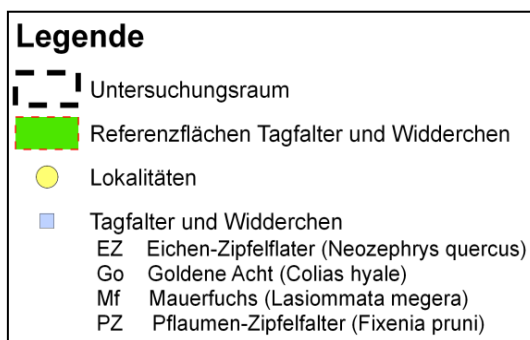 Legende
Untersuchungsraum
Referenzflächen Tagfalter und Widderchen
Lokalitäten
Tagfalter und Widderchen
EZ Eichen-Zipfelflater (Neozephrys quercus)
Go Goldene Acht (Colias hyale)
Mf Mauerfuchs (Lasiommata megera)
PZ Pflaumen-Zipfelfalter (Fixenia pruni)